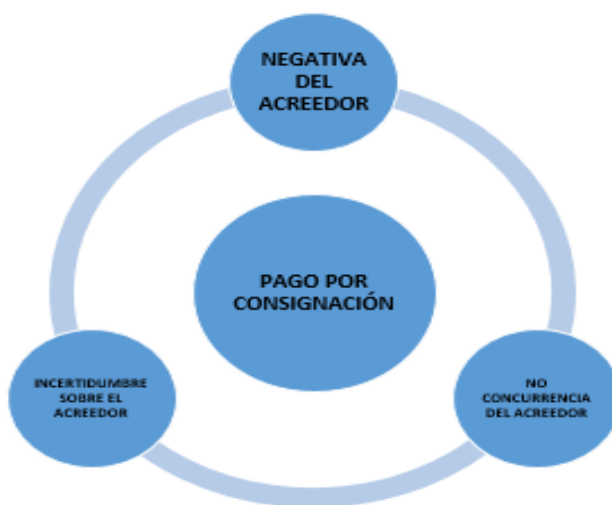 NEGATIVA
DEL
ACREEDOR
PAGO POR
CONSIGNACIÓN
INCERTIDUMBRE
SOBRE EL
ACREEDOR
NO
CONCURRENCIA
DEL ACREEDOR